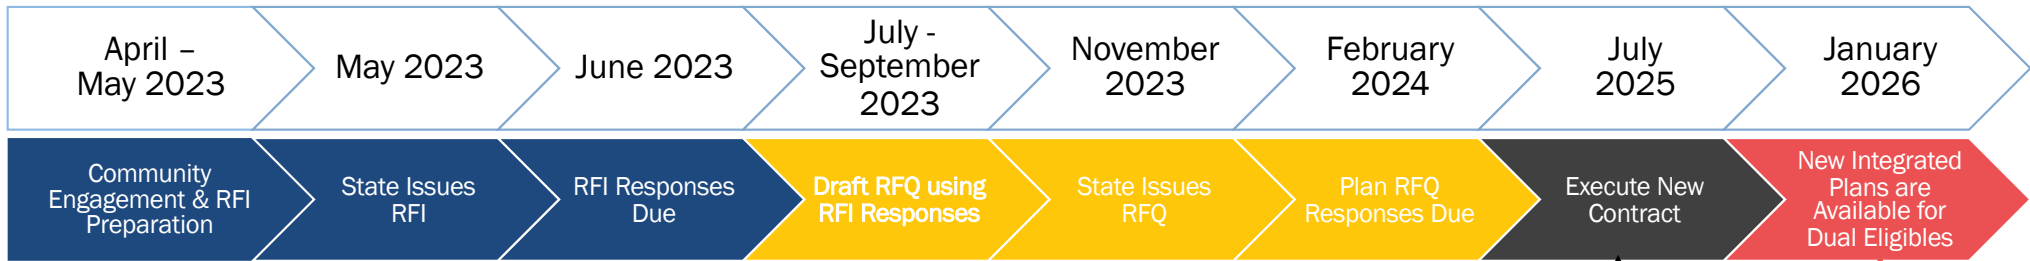 April –
May 2023
May 2023
June 2023
July -
September
2023
November
2023
February
2024
July
2025
January
2026
Community
Engagement & RFI
Preparation
State Issues
RFI
RFI Responses
Due
Draft RFQ using
RFI Responses
State Issues
RFQ
Plan RFQ
Responses Due
Execute New
Contract
New Integrated
Plans are
Available for
Dual Eligibles